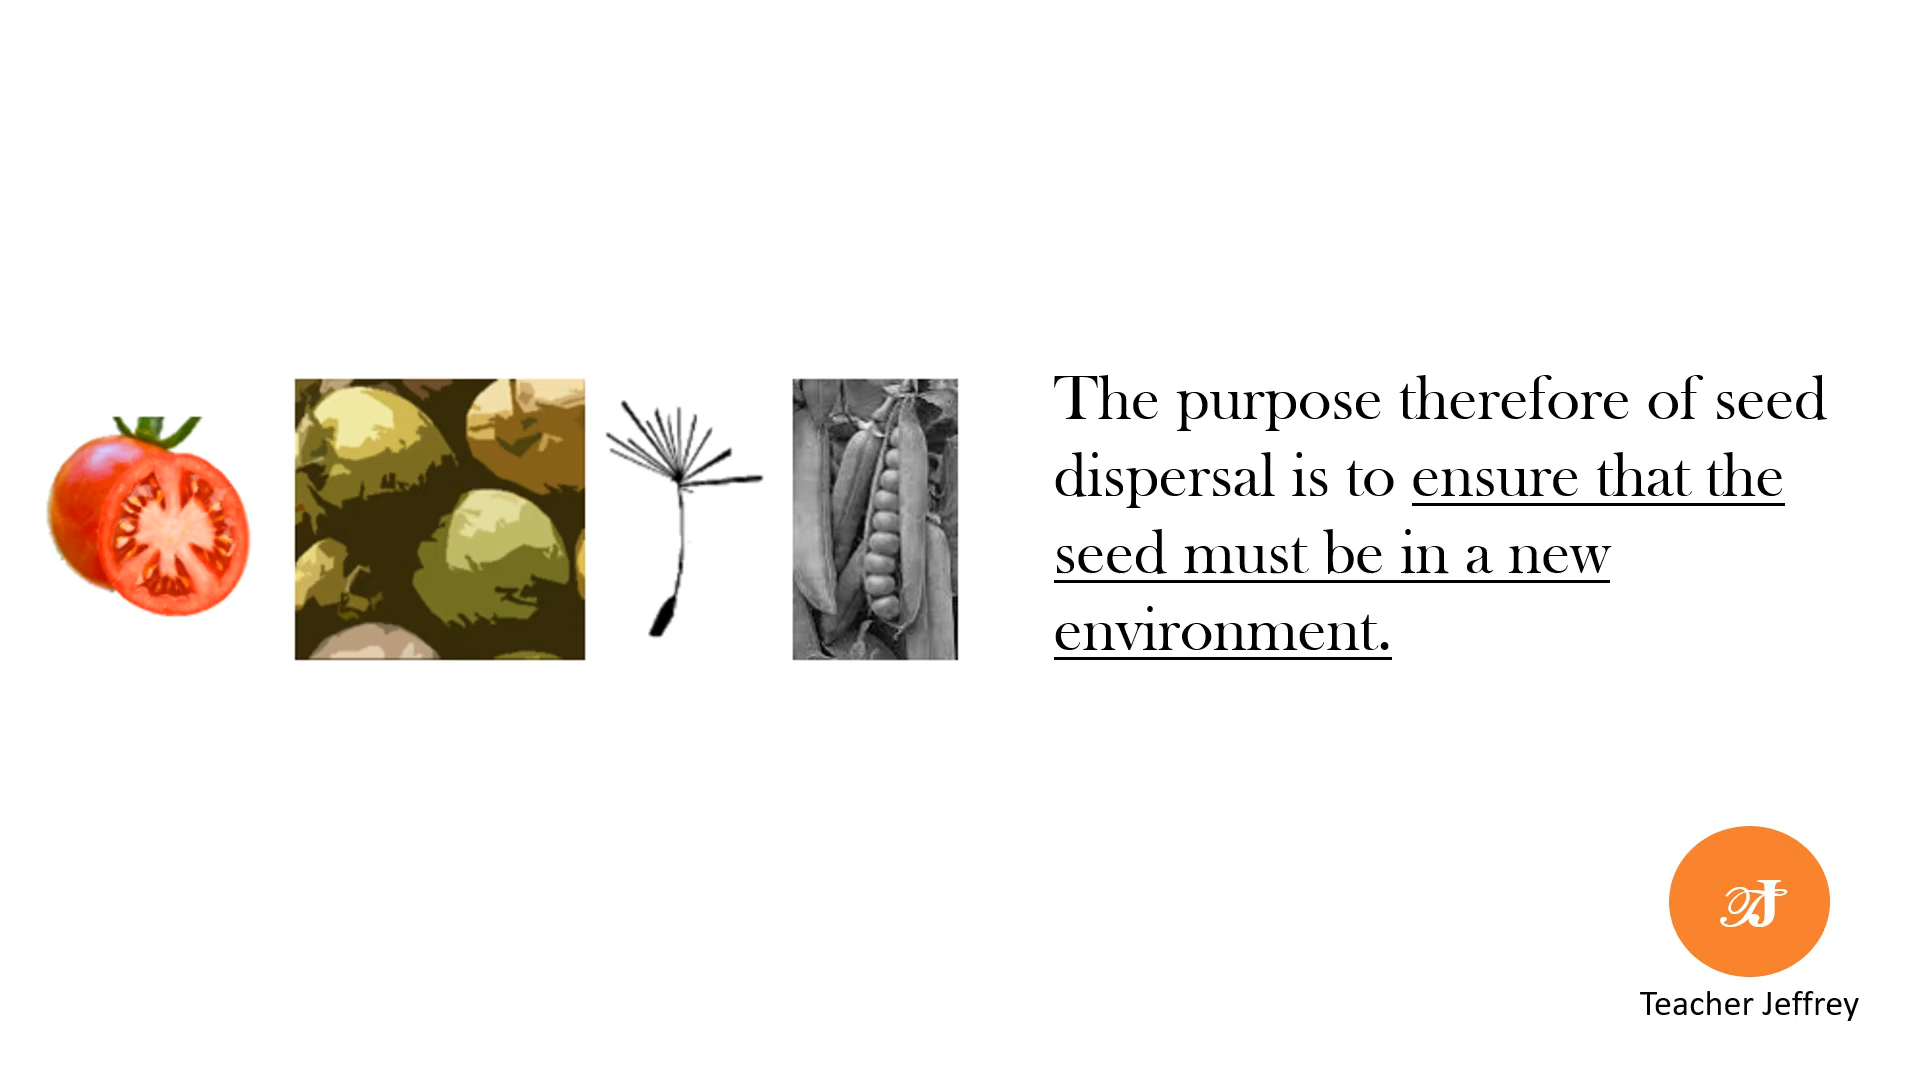 The purpose therefore of seed
dispersal is to ensure that the
seed must be in a new
environment.
TJ
Teacher Jeffrey